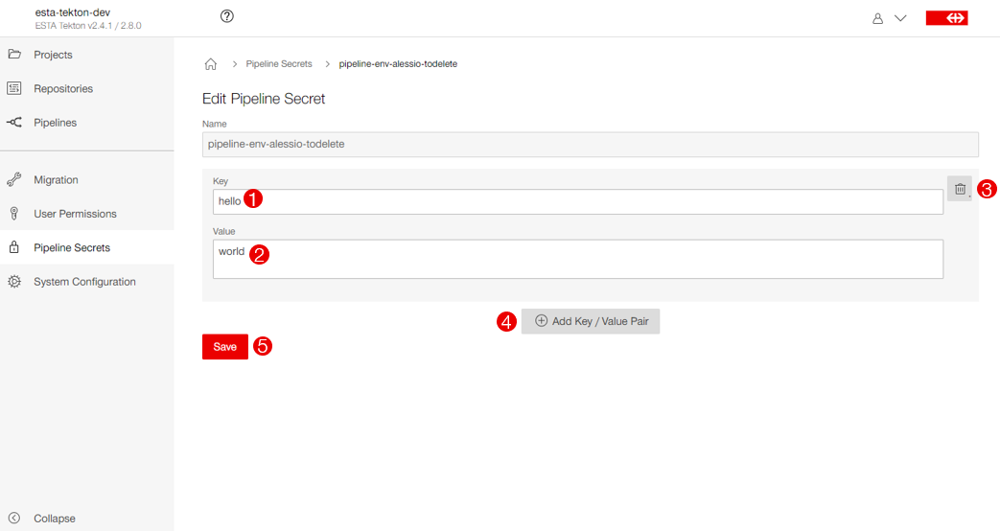 esta-tekton-dev
ESTA Tekton v2.4.1 / 2.8.0
Projects
Repositories
Pipelines
Migration
User Permissions
Pipeline Secrets
System Configuration
Collapse
Pipeline Secrets > pipeline-env-alessio-todelete
Edit Pipeline Secret
Name
pipeline-env-alessio-todelete
Key
hello 1
3
Value
world 2
4 Add Key / Value Pair
Save 5